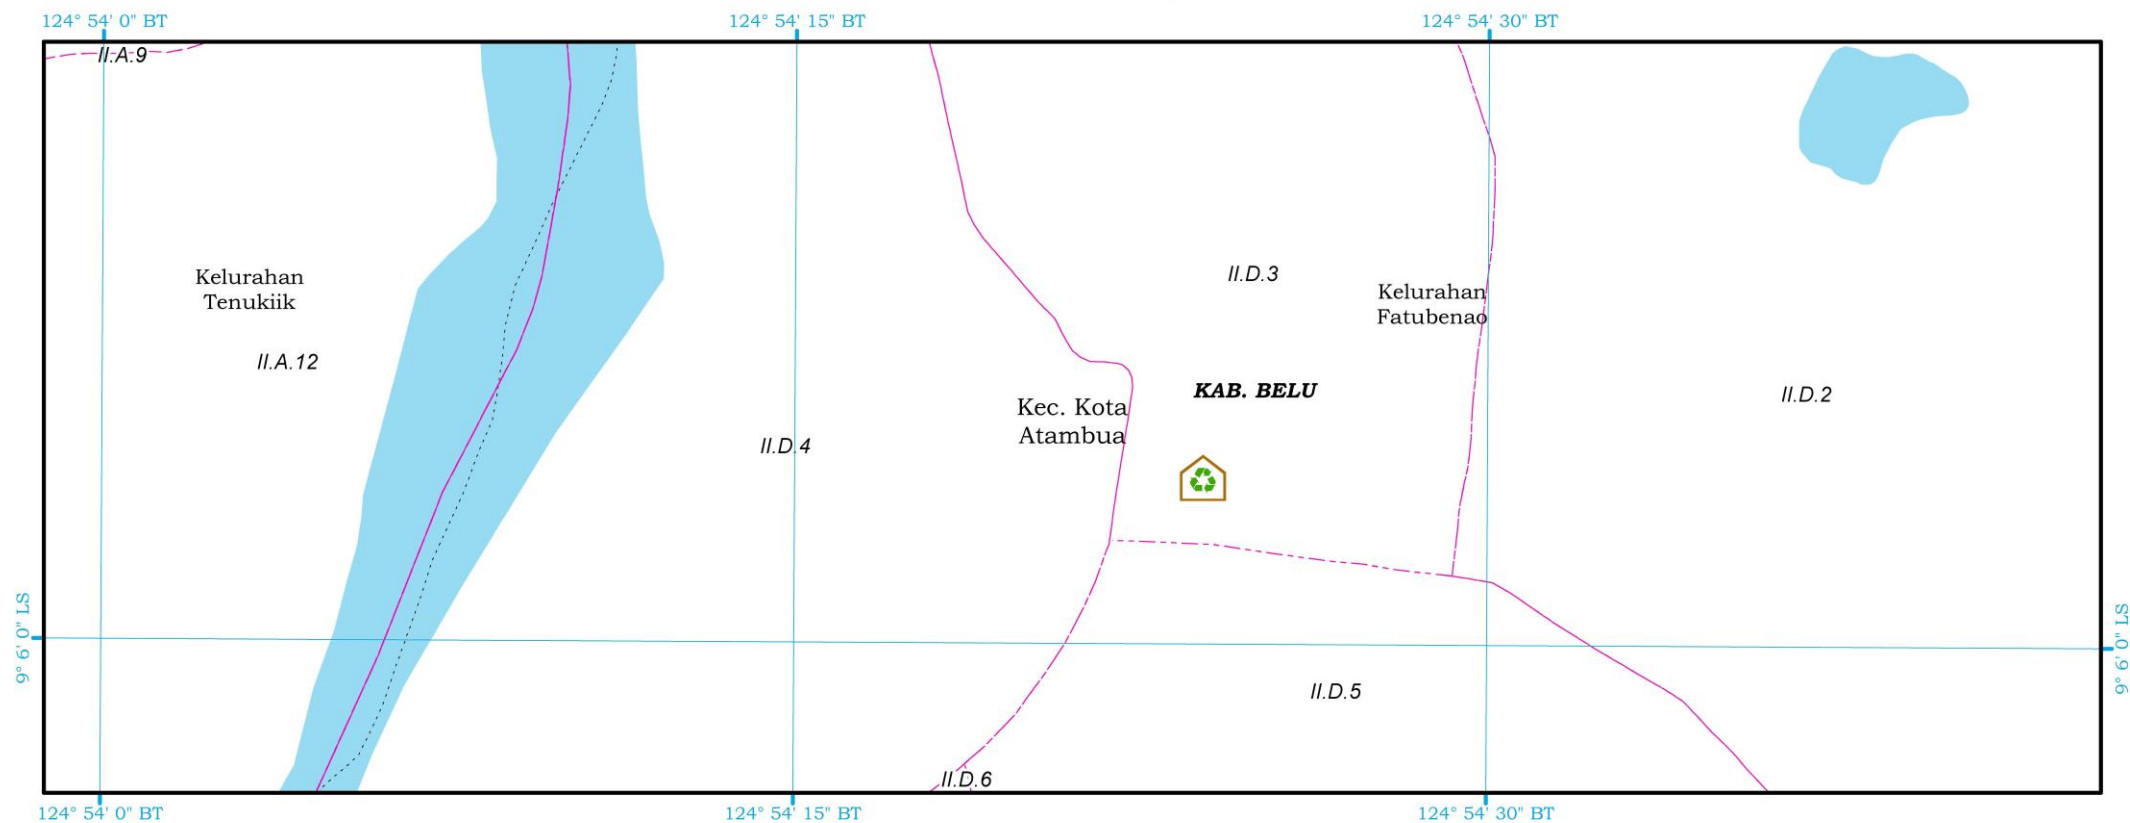 124° 54' 0" BT
124° 54' 15" BT
124° 54' 30" BT
II.A.9
Kelurahan
Tenukiik
II.D.3
Kelurahan
Fatubenao
II.A.12
KAB. BELU
II.D.2
Kec. Kota
Atambua
II.D.4
9° 6' 0" LS
9° 6' 0" LS
II.D.5
II.D.6
124° 54' 0" BT
124° 54' 15" BT
124° 54' 30" BT